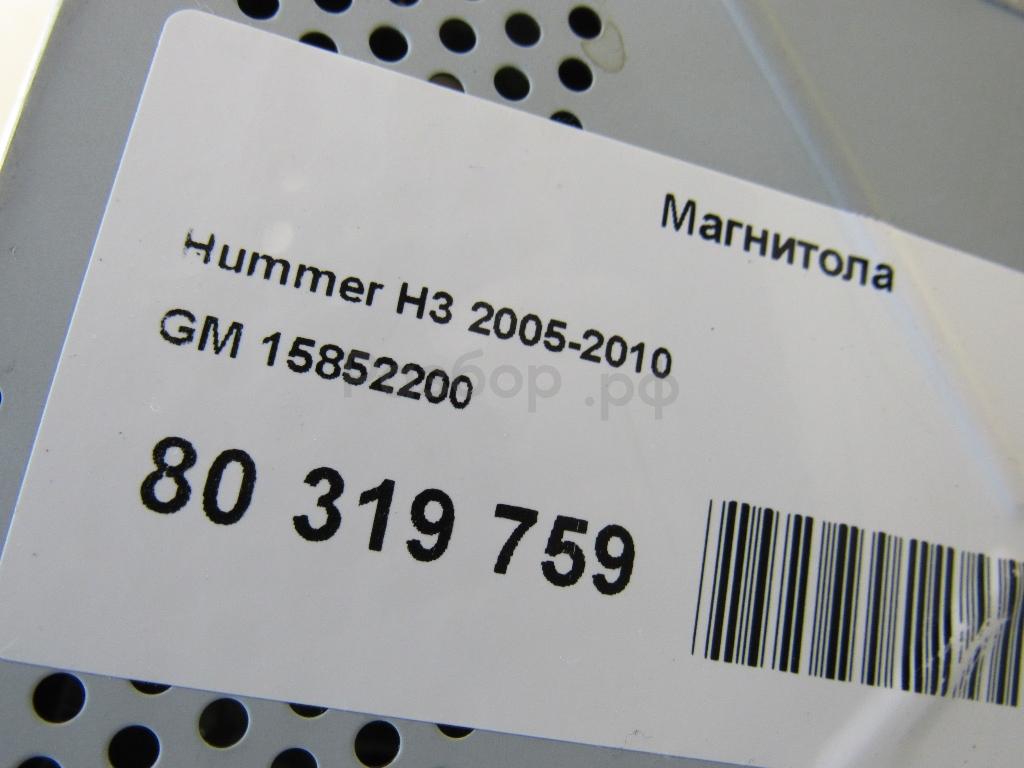 Магнитола
Hummer H3 2005-2010
GM 15852200
80 319 759